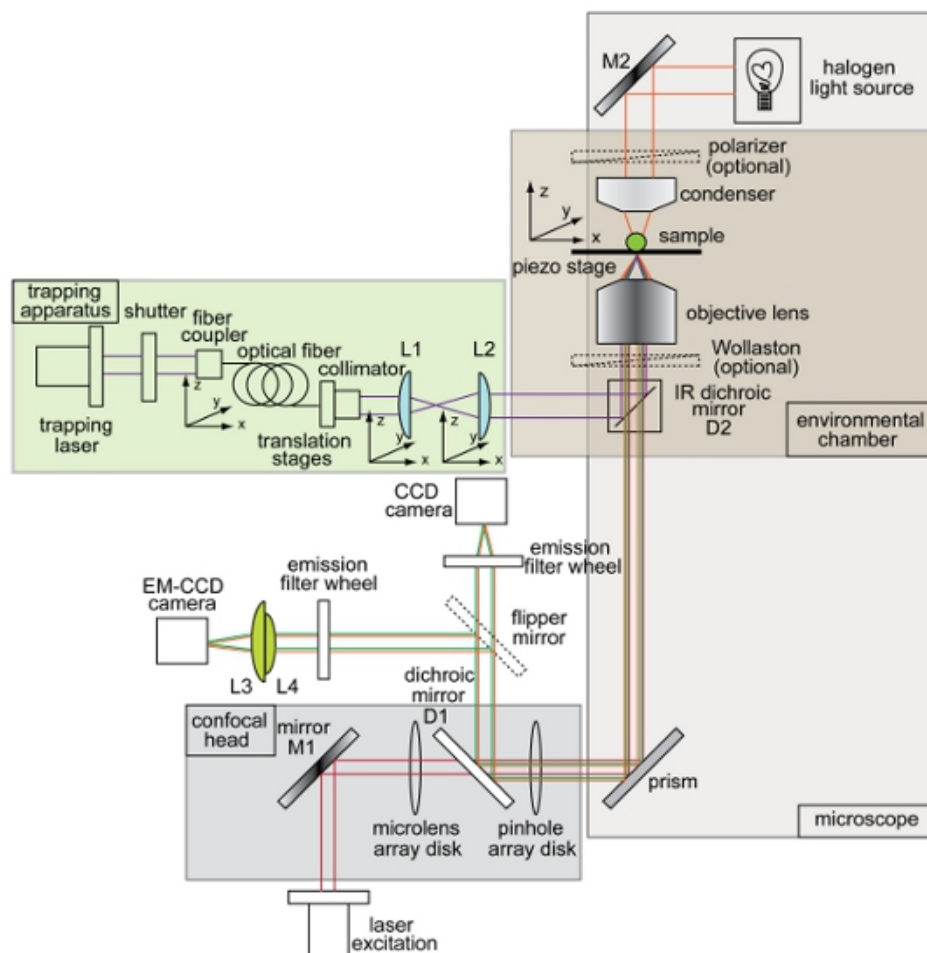 M2
halogen
light source
polarizer
(optional)
z
y
x
condenser
sample
piezo stage
objective lens
Wollaston
(optional)
IR dichroic
mirror
D2
environmental
chamber
trapping
apparatus
shutter
fiber
coupler
optical fiber
collimator
L1
L2
z
y
x
trapping
laser
translation
stages
z
y
x
z
y
x
CCD
camera
emission
filter wheel
emission
filter wheel
EM-CCD
camera
flipper
mirror
L3
L4
dichroic
mirror
D1
confocal
head
mirror
M1
microlens
array disk
pinhole
array disk
prism
microscope
laser
excitation